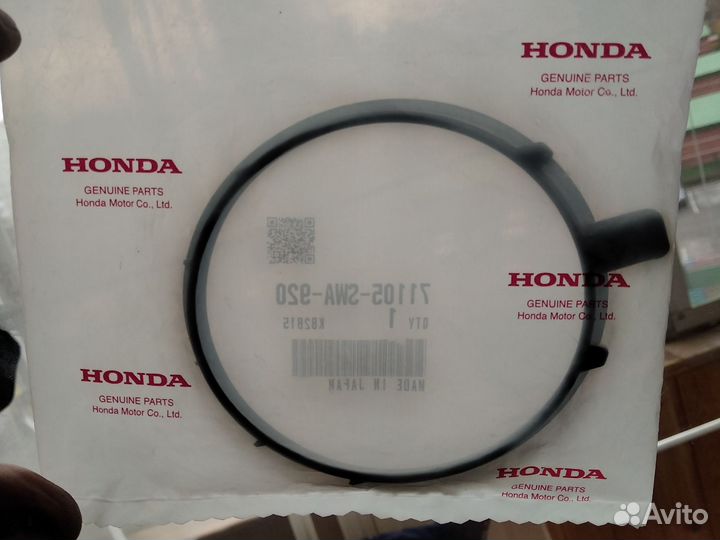 HONDA
GENUINE PARTS
Honda Motor Co., Ltd.
HONDA
GENUINE PARTS
Honda Motor Co., Ltd.
71105-SWA-920
QTY 1 KB2B15
MADE IN JAPAN
HONDA
GENUINE PARTS
Honda Motor Co., Ltd.
HONDA
GENUINE PARTS
Honda Motor Co., Ltd.
HONDA
GENUINE PARTS
Honda Motor Co., Ltd.
Avito